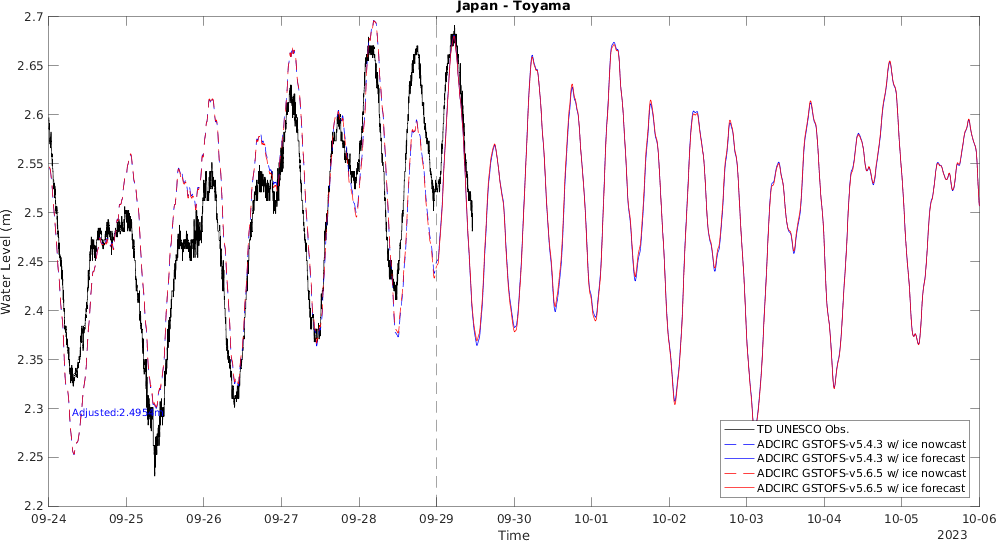 Japan - Toyama
Water Level (m)
2.7
2.65
2.6
2.55
2.5
2.45
2.4
2.35
2.3
2.25
2.2
TD UNESCO Obs.
ADCIRC GSTOFS-v5.4.3 w/ ice nowcast
ADCIRC GSTOFS-v5.4.3 w/ ice forecast
ADCIRC GSTOFS-v5.6.5 w/ ice nowcast
ADCIRC GSTOFS-v5.6.5 w/ ice forecast
09-24 09-25 09-26 09-27 09-28 09-29 09-30 10-01 10-02 10-03 10-04 10-05 10-06
Time
2023